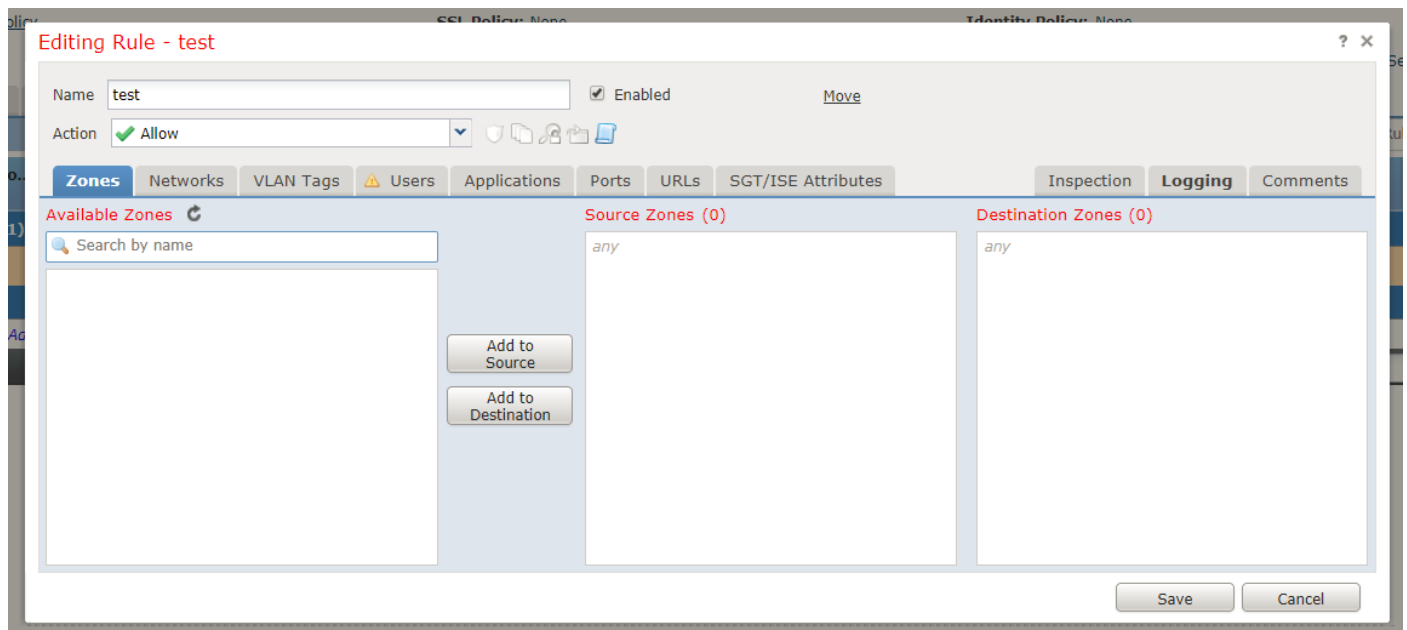 SSL Policy: None
Identity Policy: None
Editing Rule - test
? ×
Name test
Enabled
Move
Action Allow
Zones Networks VLAN Tags Users Applications Ports URLs SGT/ISE Attributes Inspection Logging Comments
Available Zones
Source Zones (0)
Destination Zones (0)
Search by name
any
any
Add to
Source
Add to
Destination
Save
Cancel